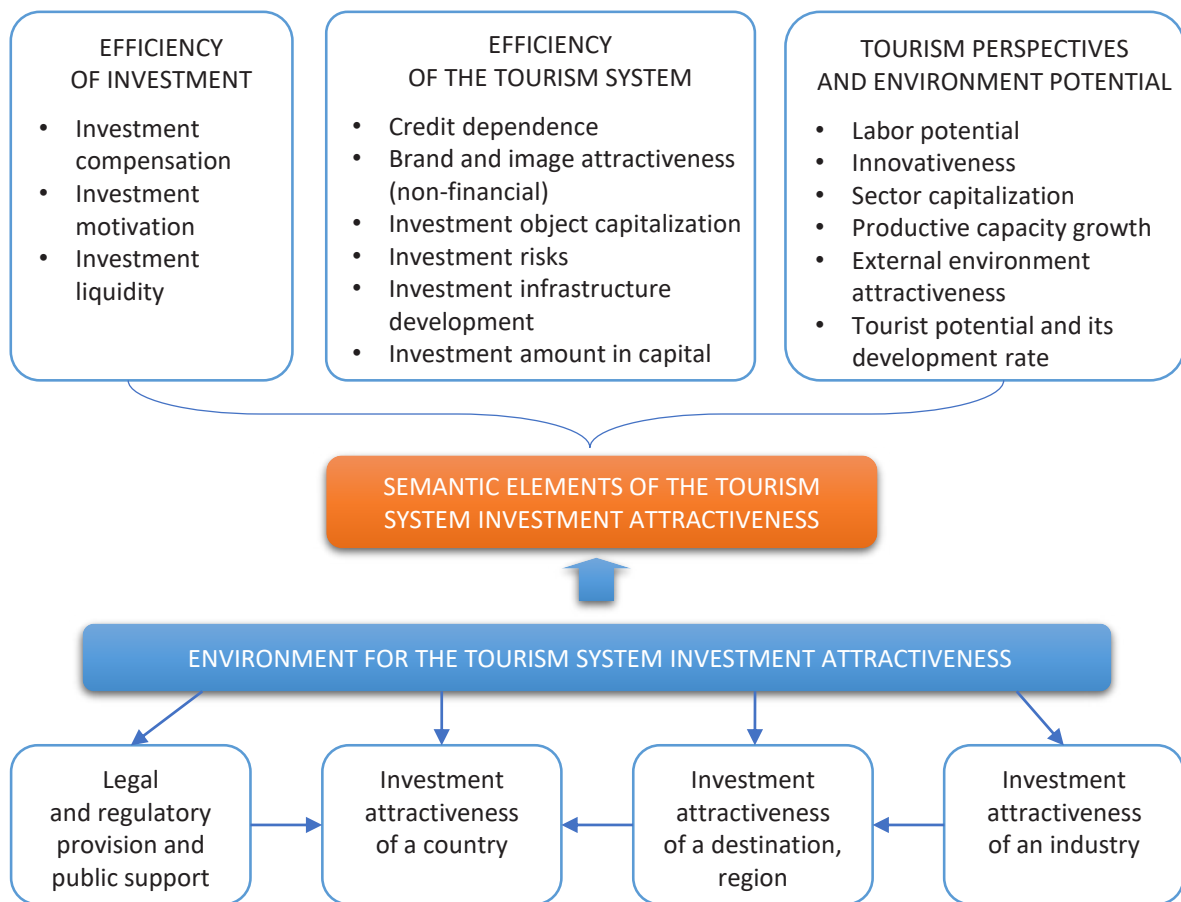 EFFICIENCY
OF INVESTMENT
• Investment
compensation
• Investment
motivation
• Investment
liquidity
EFFICIENCY
OF THE TOURISM SYSTEM
• Credit dependence
• Brand and image attractiveness
(non-financial)
• Investment object capitalization
• Investment risks
• Investment infrastructure
development
• Investment amount in capital
TOURISM PERSPECTIVES
AND ENVIRONMENT POTENTIAL
• Labor potential
• Innovativeness
• Sector capitalization
• Productive capacity growth
• External environment
attractiveness
• Tourist potential and its
development rate
SEMANTIC ELEMENTS OF THE TOURISM
SYSTEM INVESTMENT ATTRACTIVENESS
ENVIRONMENT FOR THE TOURISM SYSTEM INVESTMENT ATTRACTIVENESS
Legal
and regulatory
provision and
public support
Investment
attractiveness
of a country
Investment
attractiveness
of a destination,
region
Investment
attractiveness
of an industry